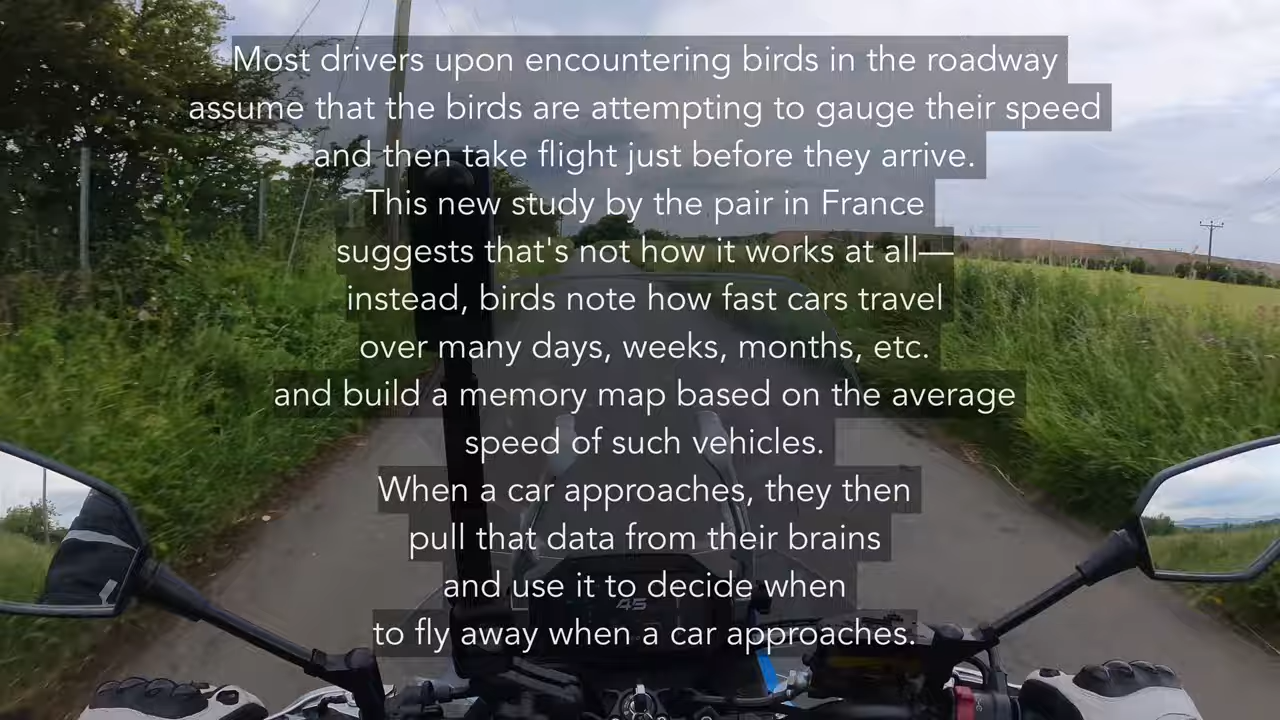 Most drivers upon encountering birds in the roadway
assume that the birds are attempting to gauge their speed
and then take flight just before they arrive.
This new study by the pair in France
suggests that's not how it works at all—
instead, birds note how fast cars travel
over many days, weeks, months, etc.
and build a memory map based on the average
speed of such vehicles.
When a car approaches, they then
pull that data from their brains
and use it to decide when
45
to fly away when a car approaches.